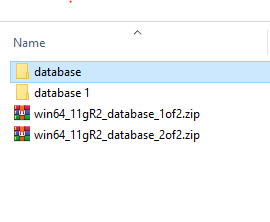 Name
database
database 1
win64_11gR2_database_1of2.zip
win64_11gR2_database_2of2.zip